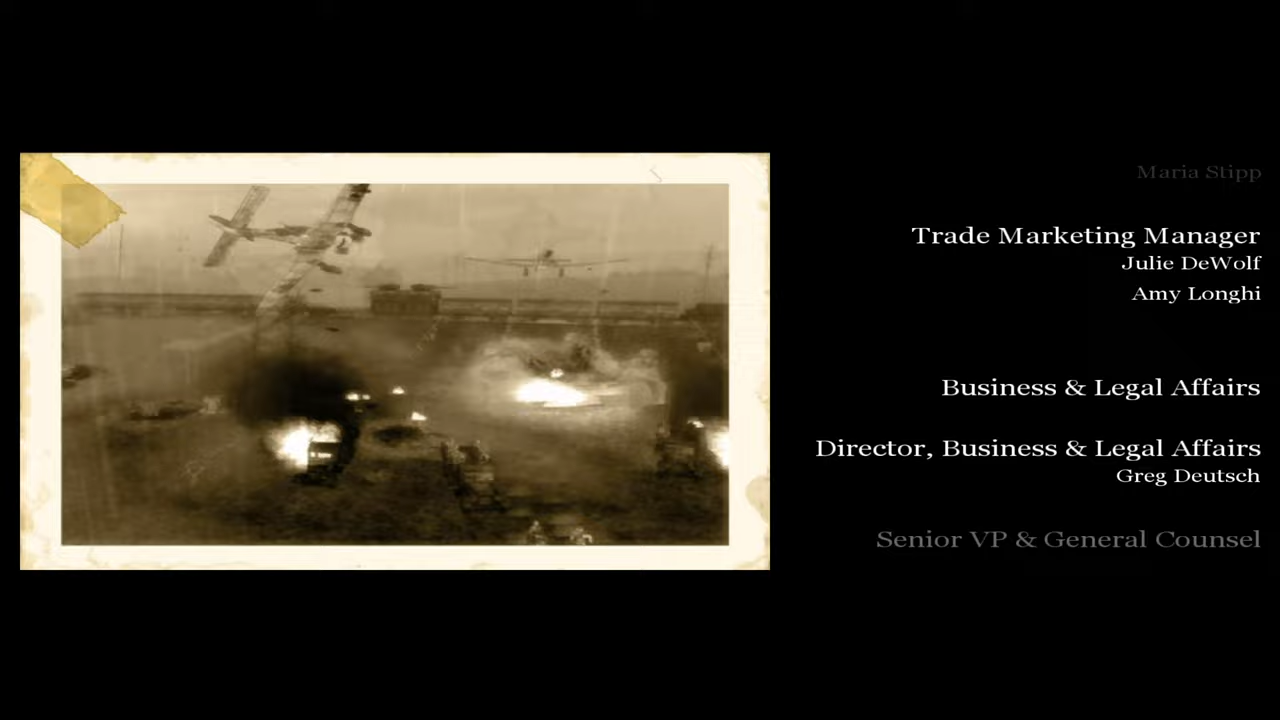 Maria Stipp
Trade Marketing Manager
Julie DeWolf
Amy Longhi
Business & Legal Affairs
Director, Business & Legal Affairs
Greg Deutsch
Senior VP & General Counsel